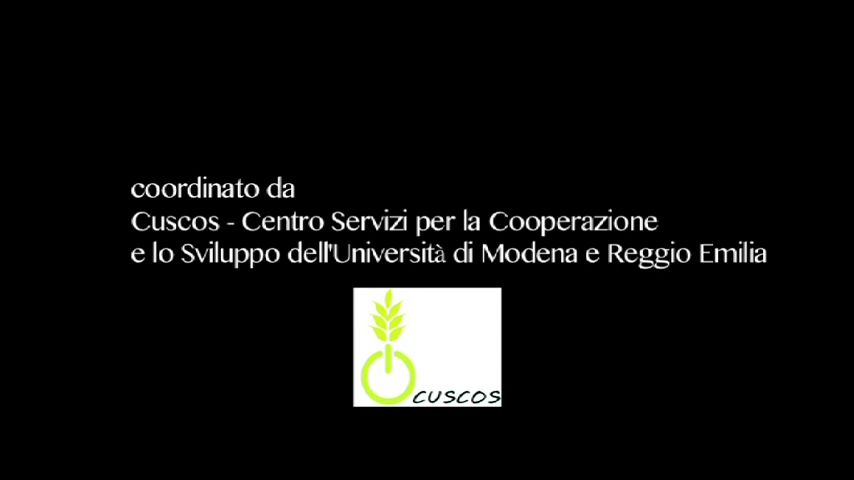 coordinato da
Cuscos - Centro Servizi per la Cooperazione
e lo Sviluppo dell'Università di Modena e Reggio Emilia
CUSCOS